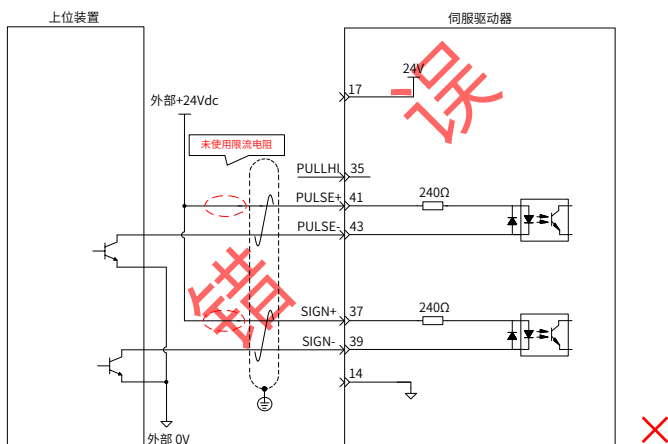 上位装置
伺服驱动器
24V
17
外部+24Vdc
未使用限流电阻
PULLHI 35
PULSE+ 41
240Ω
PULSE- 43
错误
SIGN+ 37
240Ω
SIGN- 39
14
外部 0V